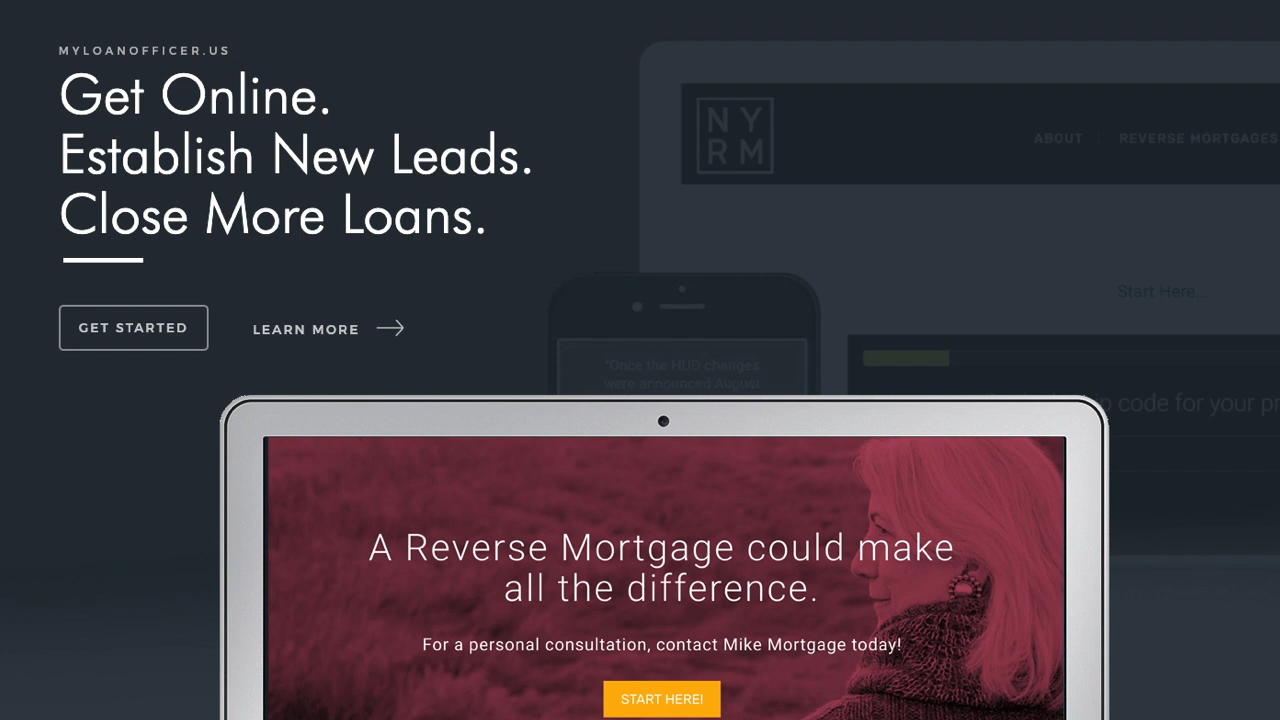 MYLOANOFFICER.US
Get Online.
Establish New Leads.
Close More Loans.
GET STARTED
LEARN MORE
NY
RM
ABOUT
REVERSE MORTGAGES
Start Here...
"Once the HUD changes
were announced August
code for your
A Reverse Mortgage could make
all the difference.
For a personal consultation, contact Mike Mortgage today!
START HERE!